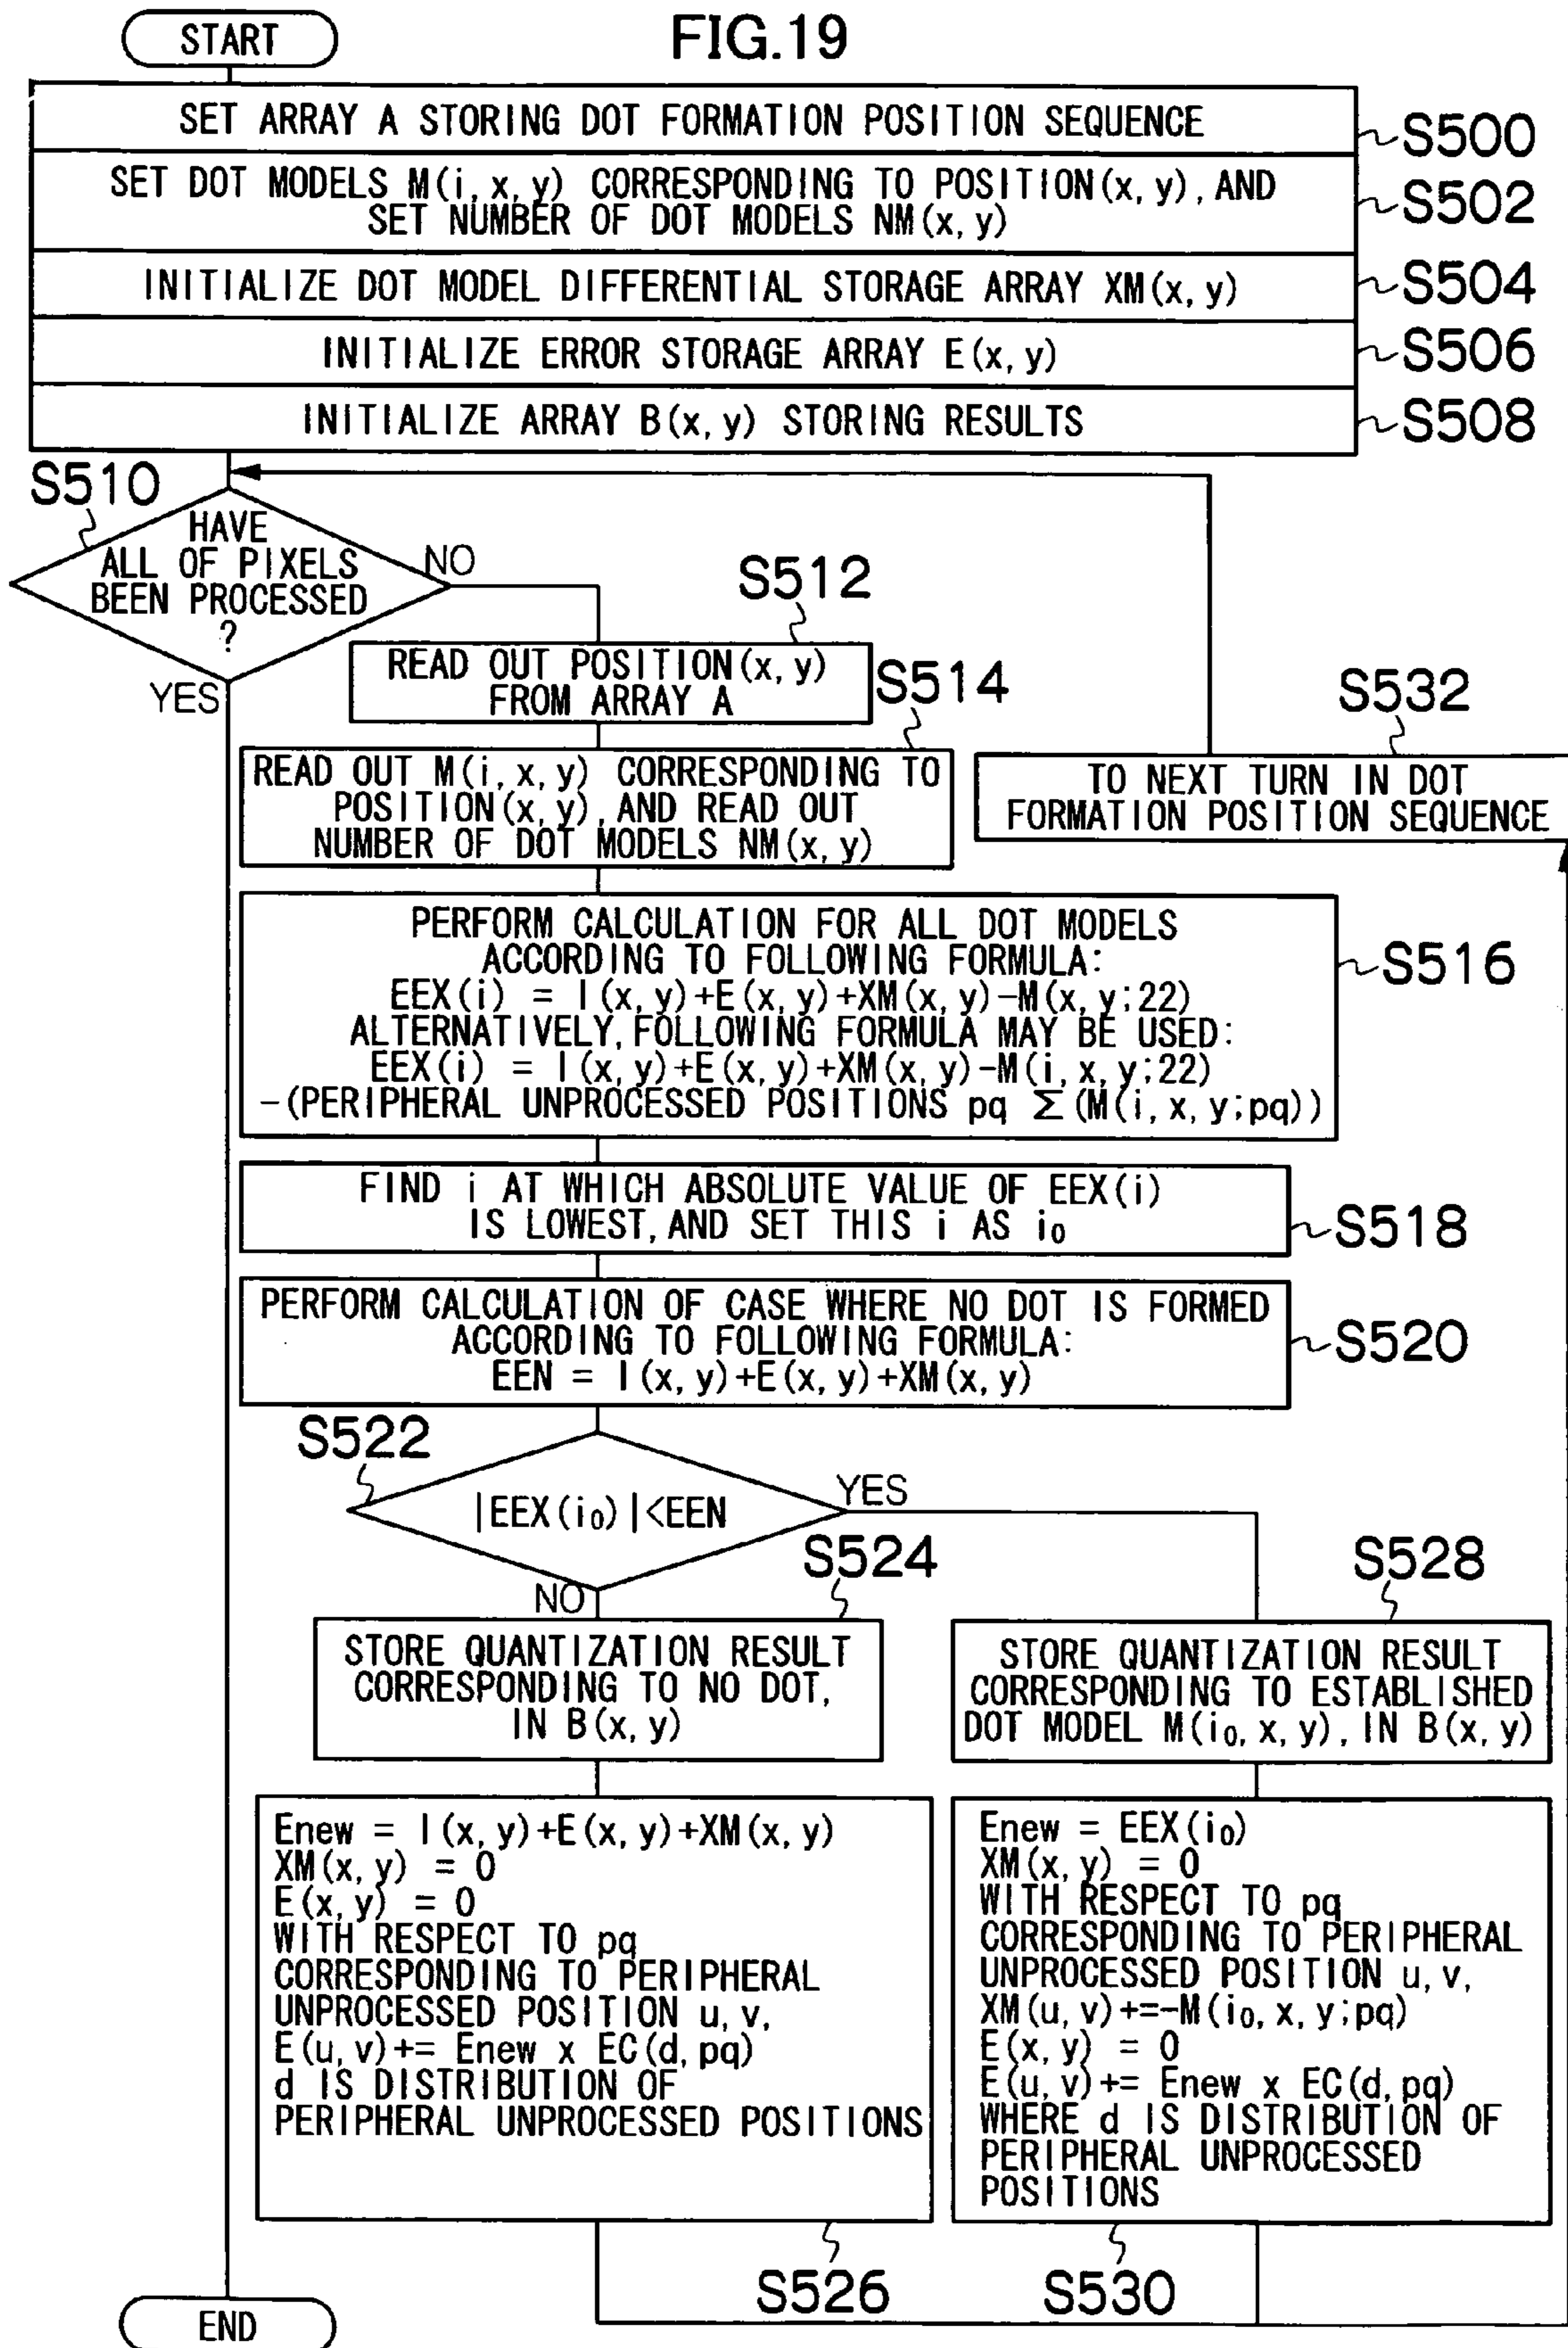 FIG.19
START
SET ARRAY A STORING DOT FORMATION POSITION SEQUENCE
S500
SET DOT MODELS M(i, x, y) CORRESPONDING TO POSITION(x, y), AND
SET NUMBER OF DOT MODELS NM(x, y)
S502
INITIALIZE DOT MODEL DIFFERENTIAL STORAGE ARRAY XM(x, y)
S504
INITIALIZE ERROR STORAGE ARRAY E(x, y)
S506
INITIALIZE ARRAY B(x, y) STORING RESULTS
S508
S510
HAVE
ALL OF PIXELS
BEEN PROCESSED
?
NO
YES
S512
READ OUT POSITION(x, y)
FROM ARRAY A
S514
READ OUT M(i, x, y) CORRESPONDING TO
POSITION(x, y), AND READ OUT
NUMBER OF DOT MODELS NM(x, y)
S532
TO NEXT TURN IN DOT
FORMATION POSITION SEQUENCE
PERFORM CALCULATION FOR ALL DOT MODELS
ACCORDING TO FOLLOWING FORMULA:
EEX(i) = I(x, y)+E(x, y)+XM(x, y)-M(x, y;22)
ALTERNATIVELY, FOLLOWING FORMULA MAY BE USED:
EEX(i) = I(x, y)+E(x, y)+XM(x, y)-M(i, x, y;22)
-(PERIPHERAL UNPROCESSED POSITIONS pq Σ(M(i, x, y;pq))
S516
FIND i AT WHICH ABSOLUTE VALUE OF EEX(i)
IS LOWEST, AND SET THIS i AS i₀
S518
PERFORM CALCULATION OF CASE WHERE NO DOT IS FORMED
ACCORDING TO FOLLOWING FORMULA:
EEN = I(x, y)+E(x, y)+XM(x, y)
S520
S522
|EEX(i₀)|<EEN
YES
NO
S524
STORE QUANTIZATION RESULT
CORRESPONDING TO NO DOT,
IN B(x, y)
S528
STORE QUANTIZATION RESULT
CORRESPONDING TO ESTABLISHED
DOT MODEL M(i₀, x, y), IN B(x, y)
Enew = I(x, y)+E(x, y)+XM(x, y)
XM(x, y) = 0
E(x, y) = 0
WITH RESPECT TO pq
CORRESPONDING TO PERIPHERAL
UNPROCESSED POSITION u, v,
E(u, v)+= Enew x EC(d, pq)
d IS DISTRIBUTION OF
PERIPHERAL UNPROCESSED POSITIONS
S526
Enew = EEX(i₀)
XM(x, y) = 0
WITH RESPECT TO pq
CORRESPONDING TO PERIPHERAL
UNPROCESSED POSITION u, v,
XM(u, v)+=-M(i₀, x, y;pq)
E(x, y) = 0
E(u, v)+= Enew x EC(d, pq)
WHERE d IS DISTRIBUTION OF
PERIPHERAL UNPROCESSED
POSITIONS
S530
END